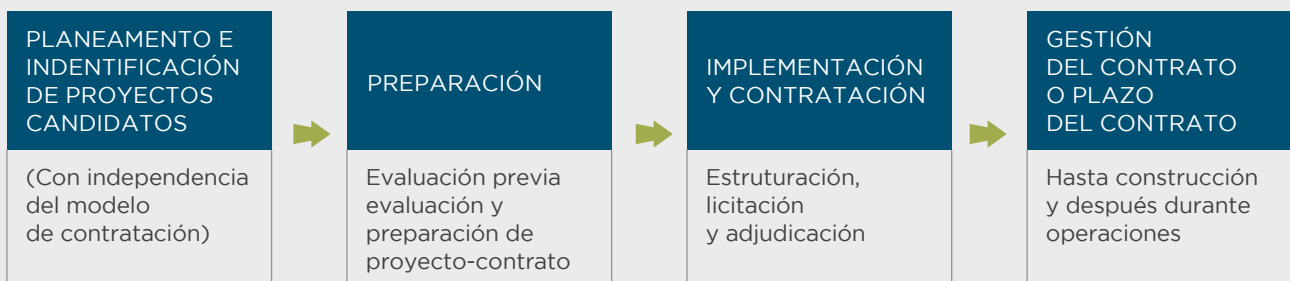 PLANEAMENTO E
INDENTIFICACIÓN
DE PROYECTOS
CANDIDATOS
(Con independencia
del modelo
de contratación)
PREPARACIÓN
Evaluación previa
evaluación y
preparación de
proyecto-contrato
IMPLEMENTACIÓN
Y CONTRATACIÓN
Estruturación,
licitación
y adjudicación
GESTIÓN
DEL CONTRATO
O PLAZO
DEL CONTRATO
Hasta construcción
y después durante
operaciones